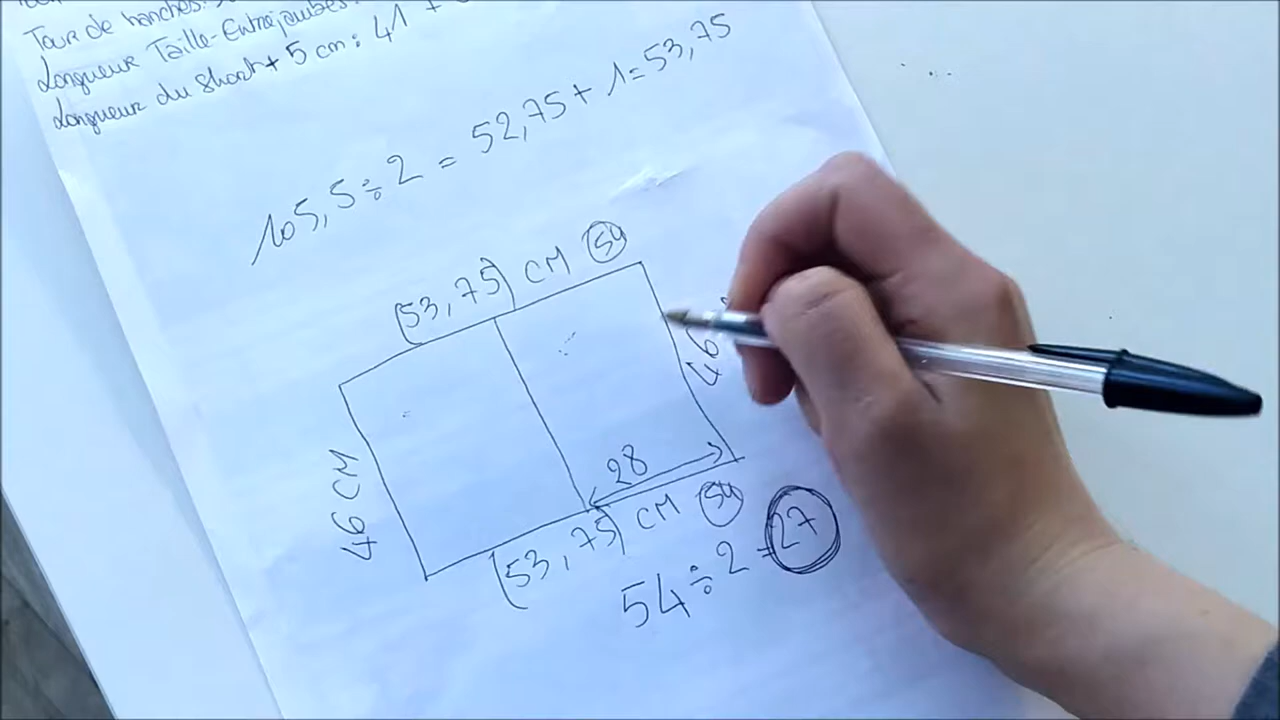 Tour de hanches:
Longueur Taille-Entrejambes:
Longueur du Short + 5 cm : 41 +
105,5 ÷ 2 = 52,75 + 1 = 53,75
(53,75) CM 54
46 CM
46
28
(53,75) CM 54
54 ÷ 2 = 27